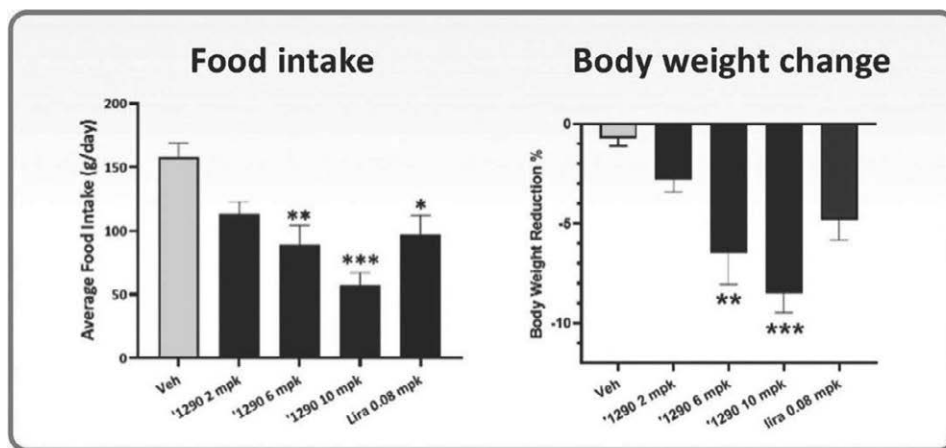 Food intake
Average Food Intake (g/day)
200
150
100
50
0
**
***
*
Veh
'1290 2 mpk
'1290 6 mpk
'1290 10 mpk
Lira 0.08 mpk
Body weight change
Body Weight Reduction %
0
-5
-10
**
***
Veh
'1290 2 mpk
'1290 6 mpk
'1290 10 mpk
lira 0.08 mpk